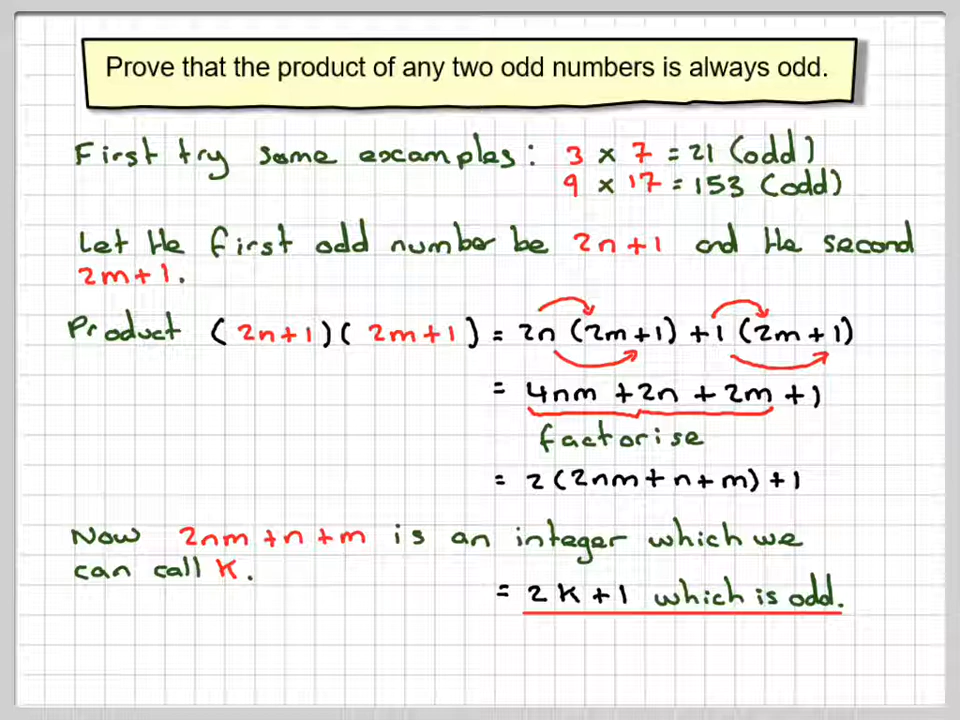 Prove that the product of any two odd numbers is always odd.
First try some examples: 3 × 7 = 21 (odd)
9 × 17 = 153 (odd)
Let the first odd number be 2n+1 and the second
2m+1.
Product (2n+1)(2m+1) = 2n(2m+1) +1(2m+1)
= 4nm +2n + 2m +1
factorise
= 2(2nm+n+m)+1
Now 2nm+n+m is an integer which we
can call K.
= 2K+1 which is odd.